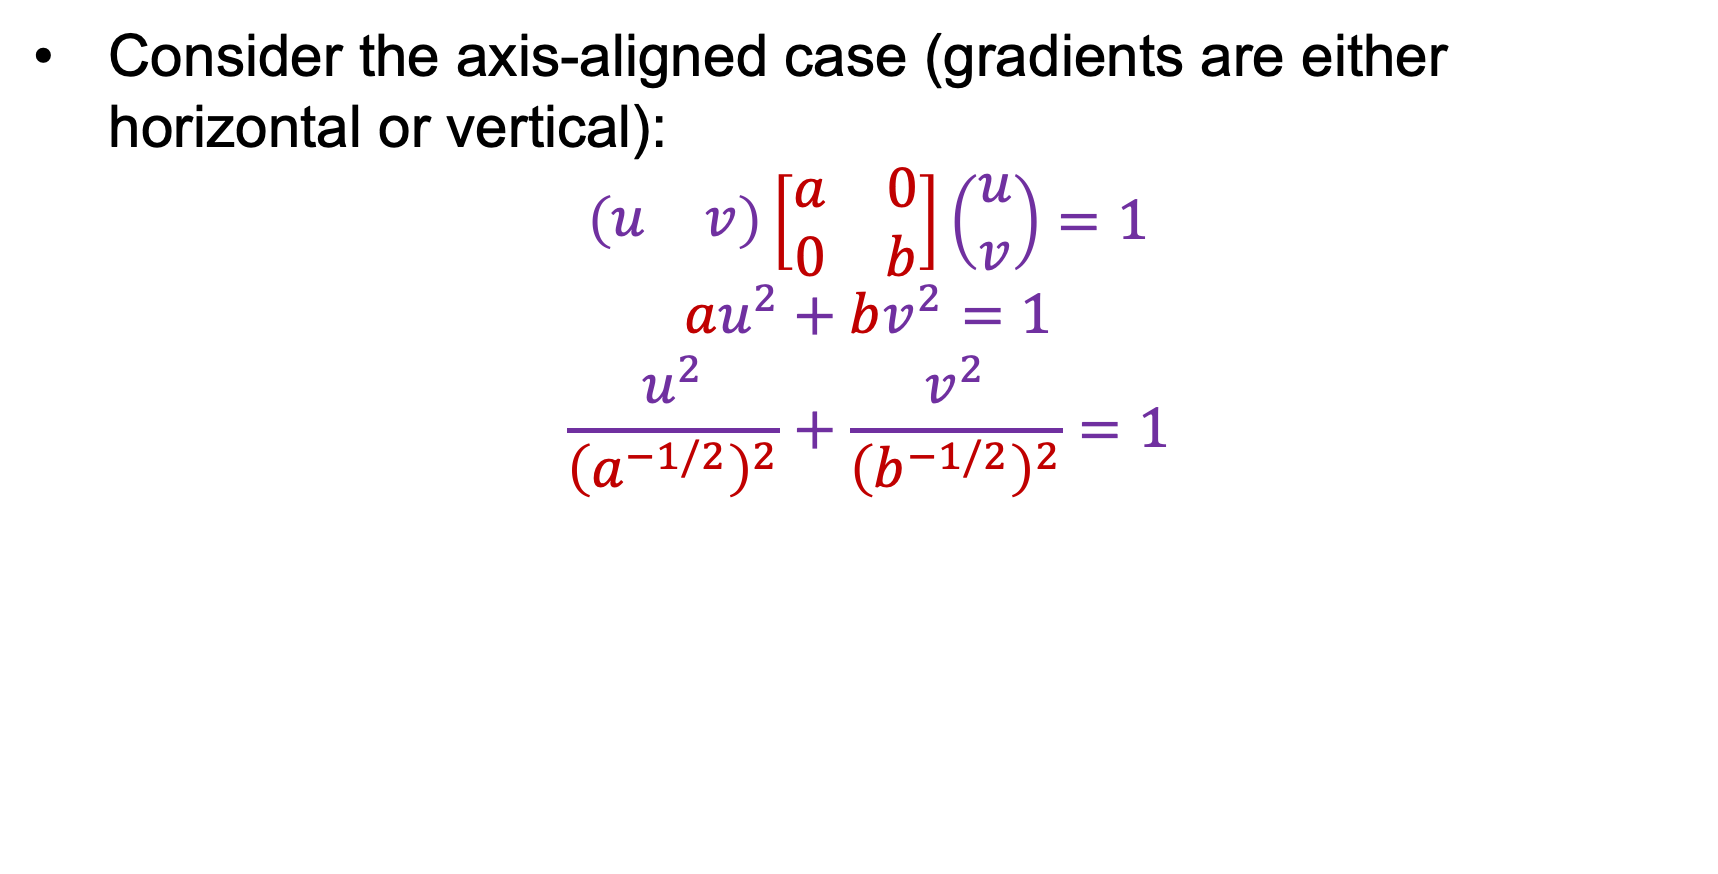 • Consider the axis-aligned case (gradients are either
horizontal or vertical):
(u v) [a 0; 0 b] (u; v) = 1
au² + bv² = 1
u²/(a⁻¹/²)² + v²/(b⁻¹/²)² = 1